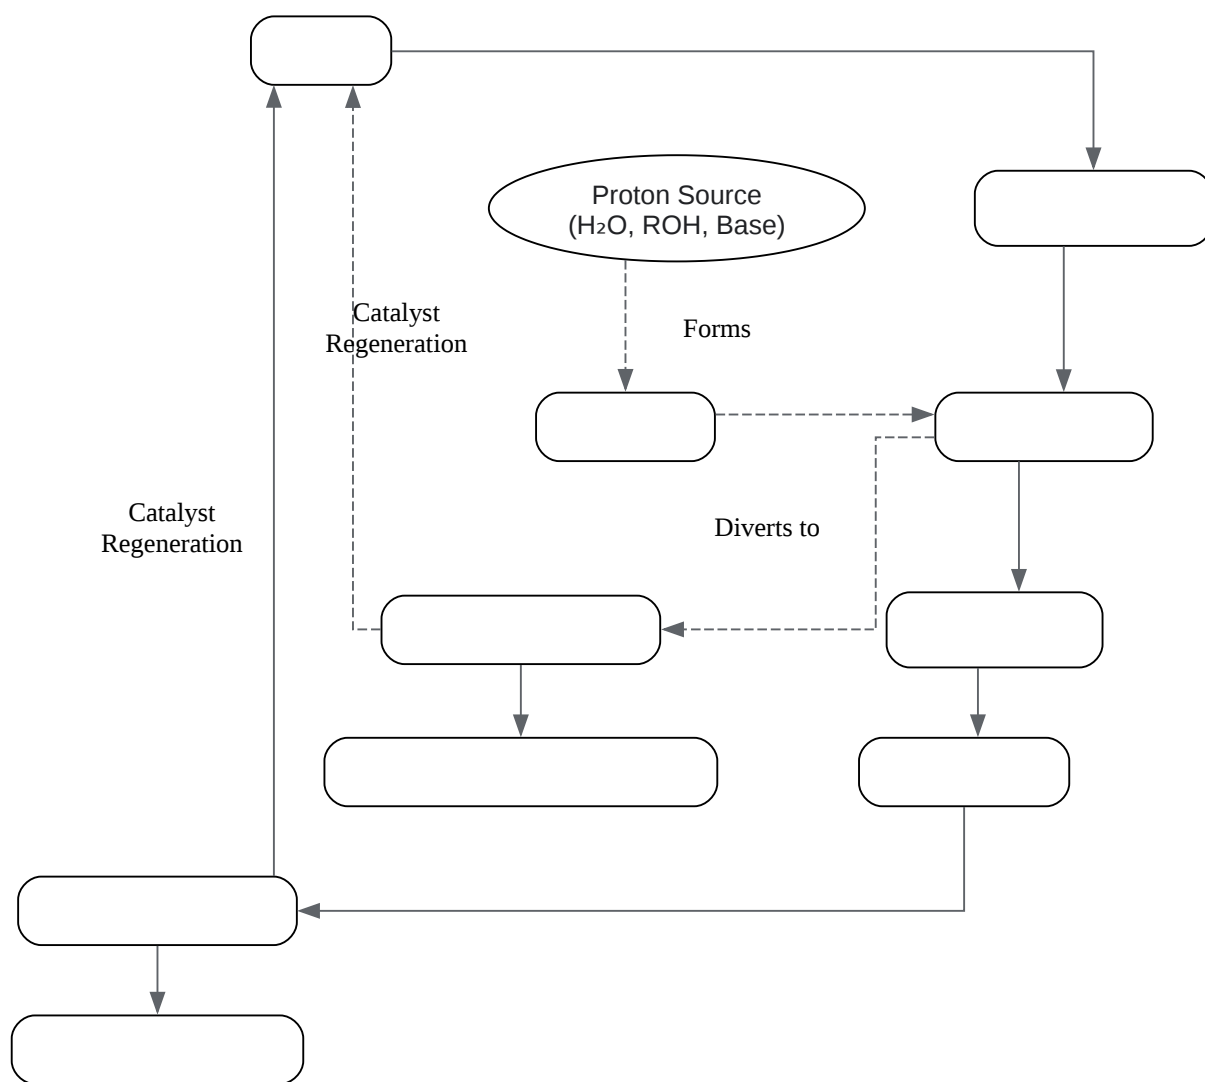 Proton Source
(H₂O, ROH, Base)
Catalyst
Regeneration
Forms
Catalyst
Regeneration
Diverts to